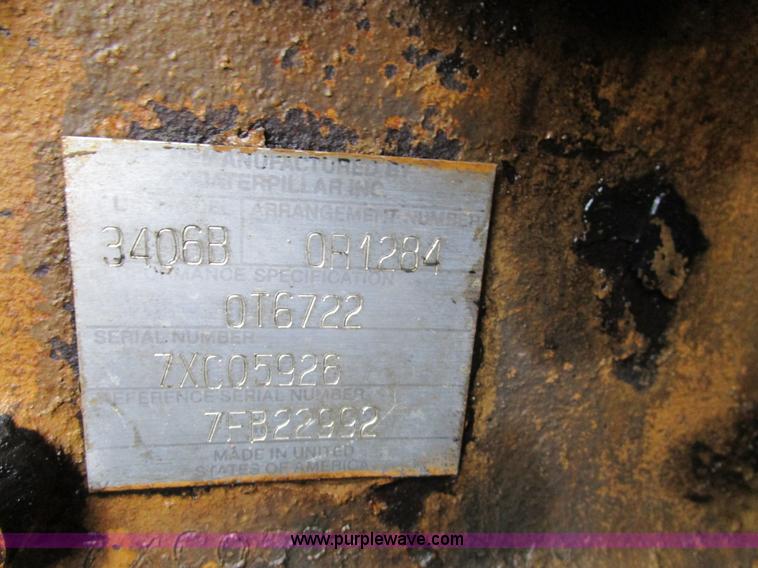 MANUFACTURED BY
CATERPILLAR INC.
ARRANGEMENT NUMBER
3406B 0R1284
SPECIFICATION
0T6722
SERIAL NUMBER
7XC05926
REFERENCE SERIAL NUMBER
7FB22992
MADE IN UNITED
STATES OF AMERICA
www.purplewave.com